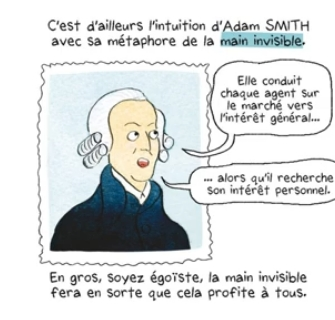 C'est d'ailleurs l'intuition d'Adam SMITH
avec sa métaphore de la main invisible.
Elle conduit
chaque agent sur
le marché vers
l'intérêt général...
... alors qu'il recherche
son intérêt personnel.
En gros, soyez égoïste, la main invisible
fera en sorte que cela profite à tous.